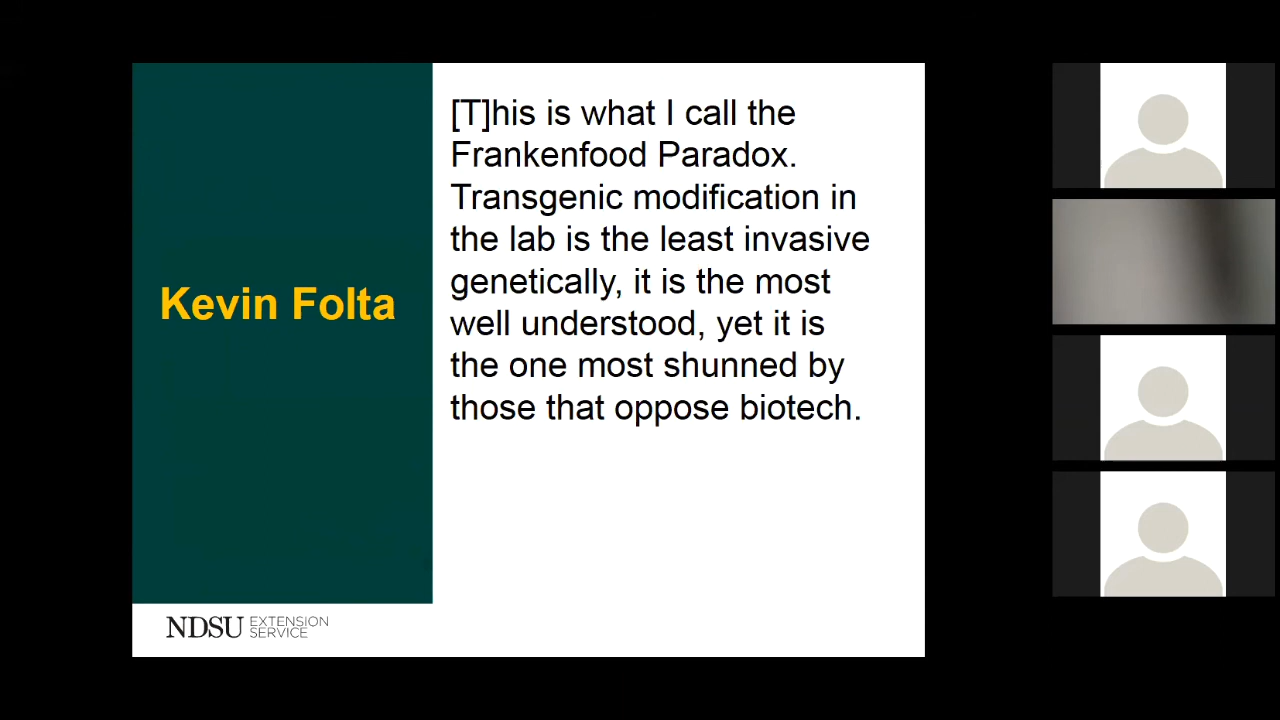 Kevin Folta
[T]his is what I call the
Frankenfood Paradox.
Transgenic modification in
the lab is the least invasive
genetically, it is the most
well understood, yet it is
the one most shunned by
those that oppose biotech.
NDSU EXTENSION
SERVICE